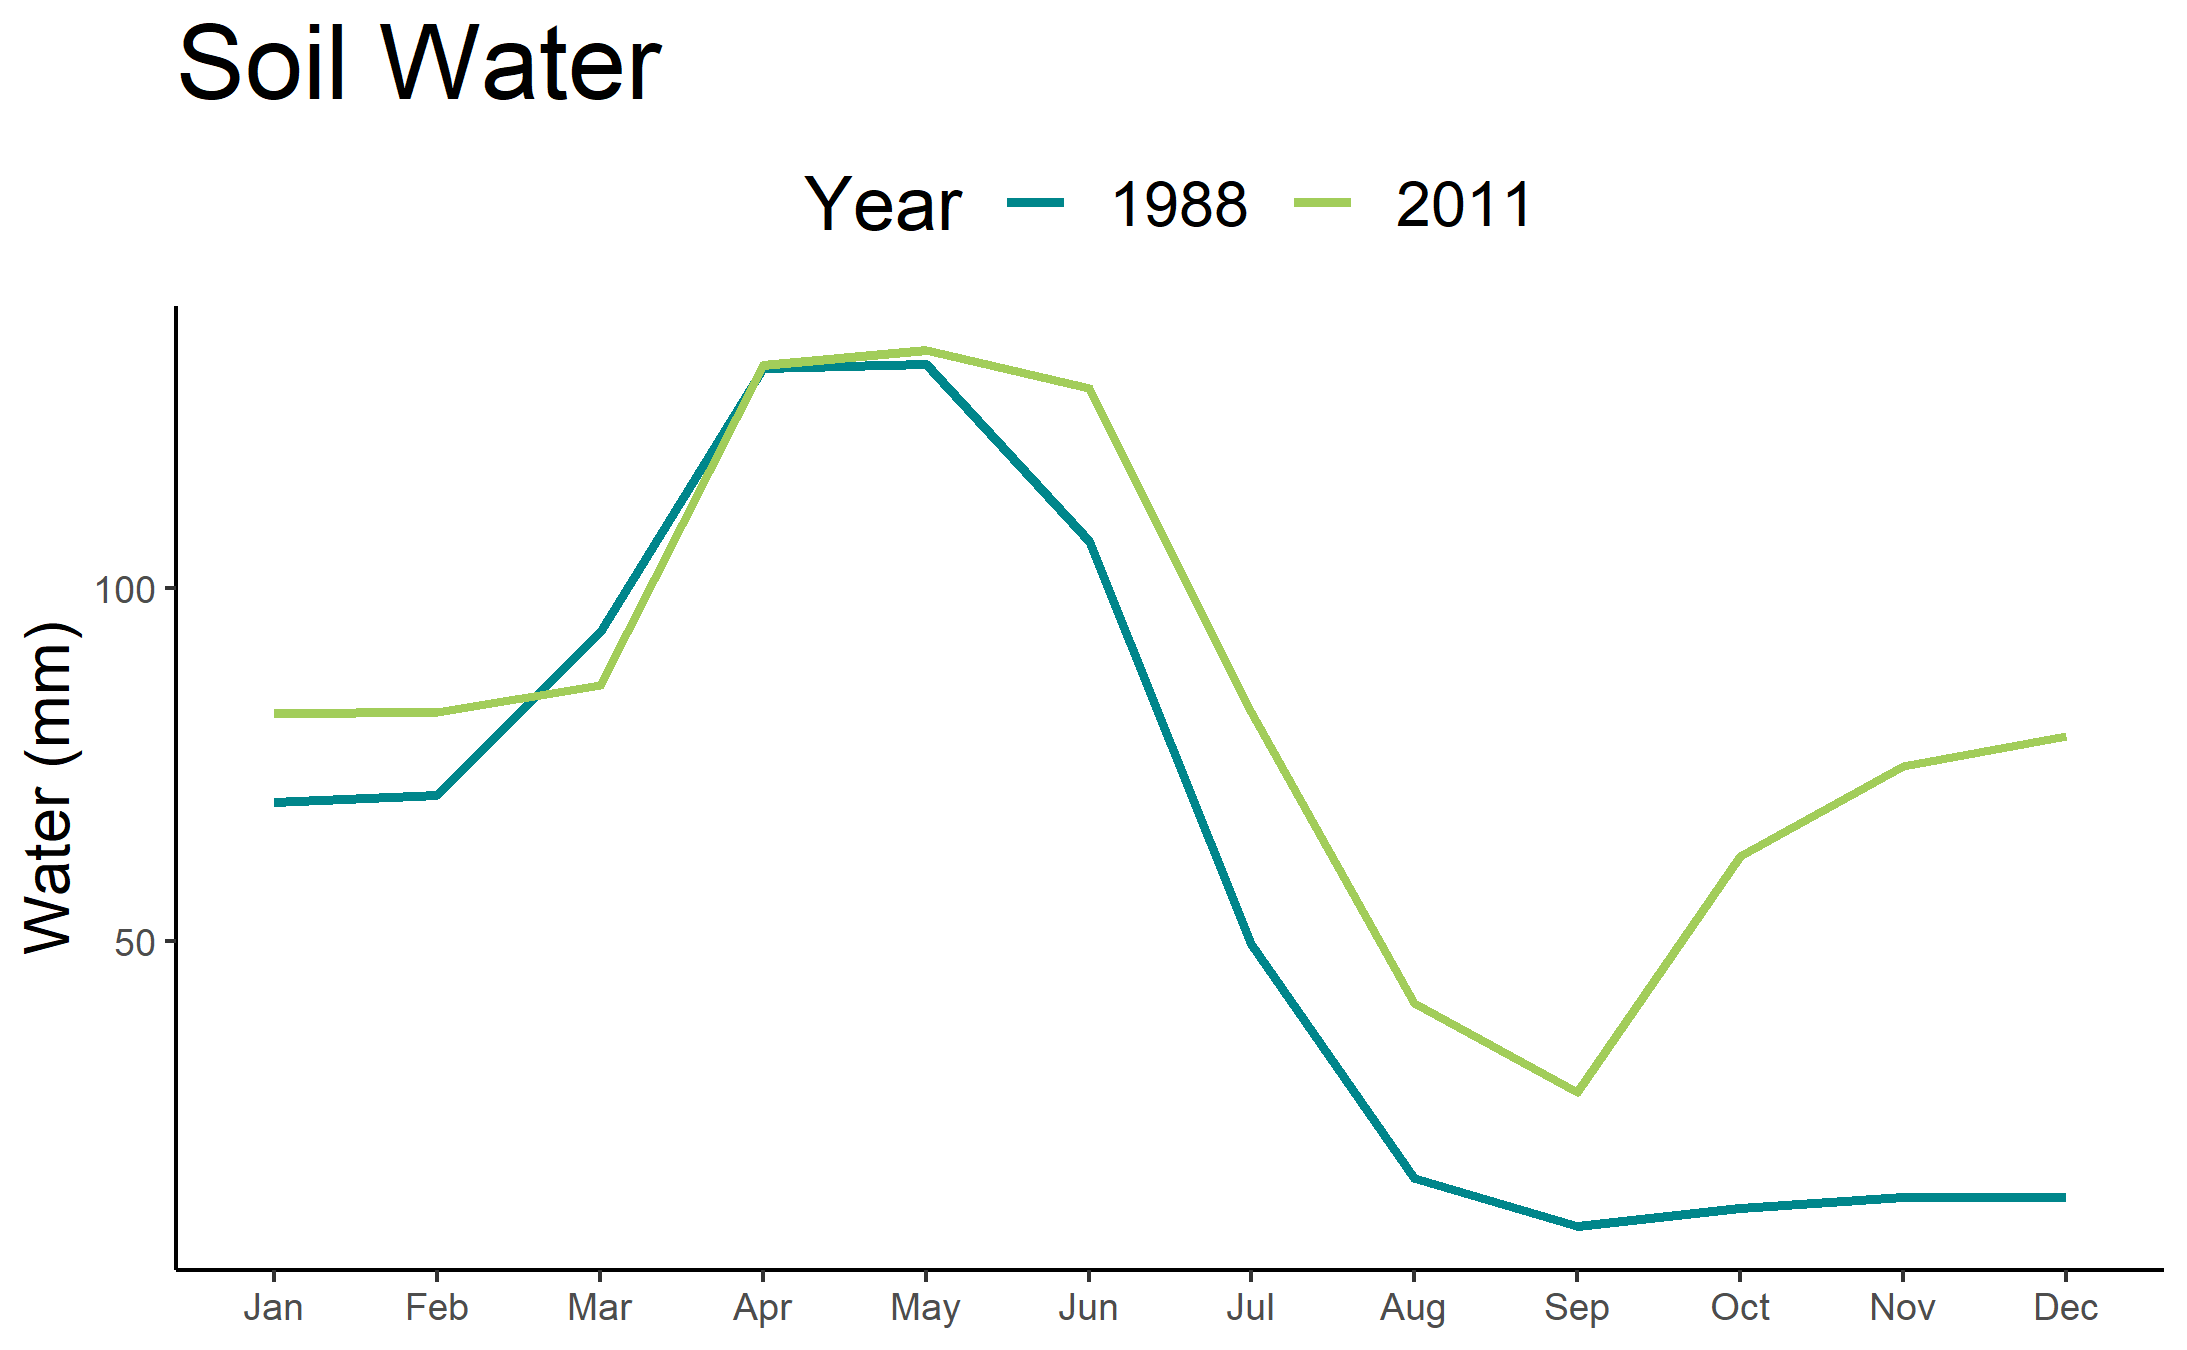 Soil Water
Year 1988 2011
Water (mm)
100
50
Jan Feb Mar Apr May Jun Jul Aug Sep Oct Nov Dec